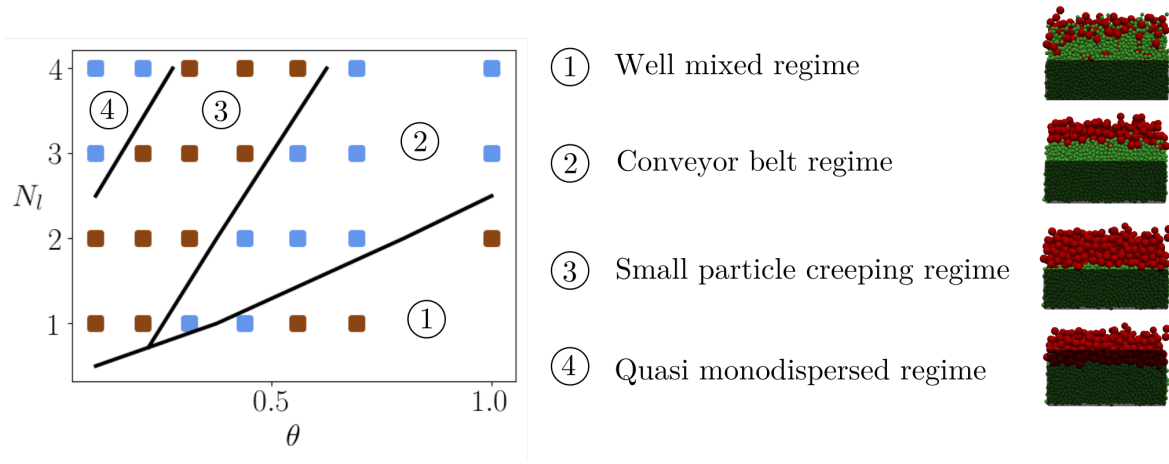 4
3
2
1
N_l
0.5
1.0
θ
④
③
②
①
① Well mixed regime
② Conveyor belt regime
③ Small particle creeping regime
④ Quasi monodispersed regime